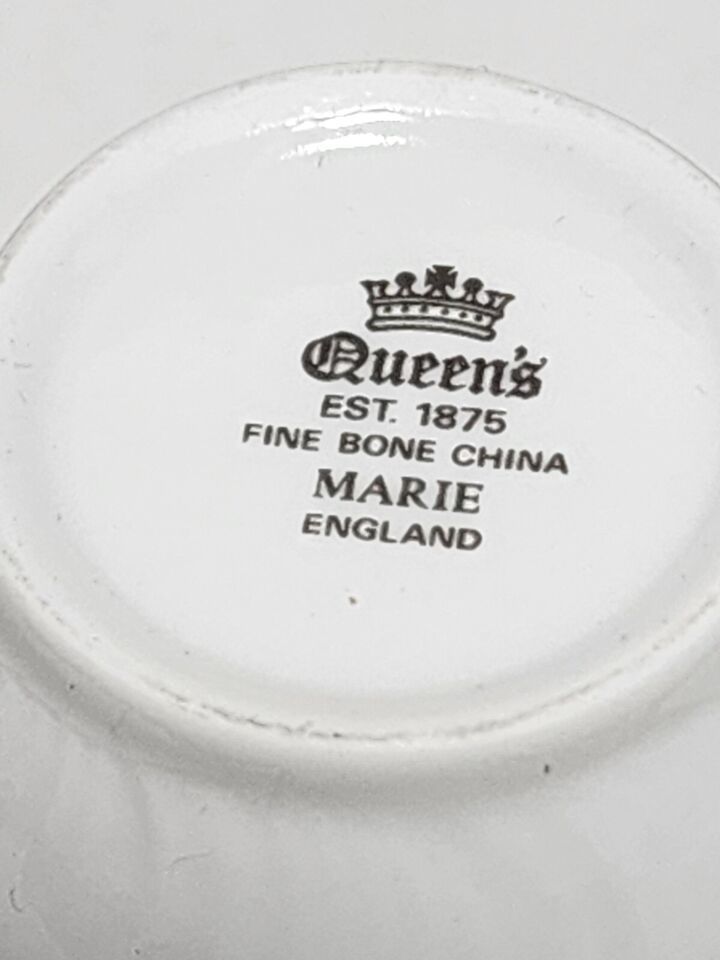 Queen's
EST. 1875
FINE BONE CHINA
MARIE
ENGLAND